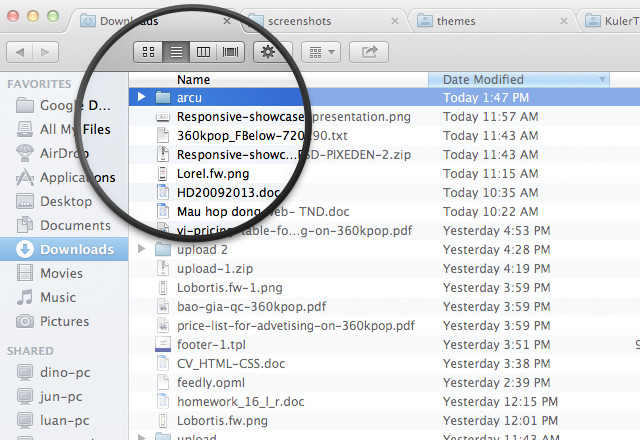 Downloads
screenshots
themes
KulerT
Name
Date Modified
FAVORITES
Google D...
All My Files
AirDrop
Applications
Desktop
Documents
Downloads
Movies
Music
Pictures
SHARED
dino-pc
jun-pc
luan-pc
arcu Today 1:47 PM
Responsive-showcase-presentation.png Today 11:57 AM
360kpop_FBelow-720x90.txt Today 11:43 AM
Responsive-showc...PSD-PIXEDEN-2.zip Today 11:43 AM
Lorel.fw.png Today 11:15 AM
HD20092013.doc Today 10:35 AM
Mau hop dong web- TND.doc Today 10:22 AM
vi-pricing-table-fo...g-on-360kpop.pdf Yesterday 4:53 PM
upload 2 Yesterday 4:28 PM
upload-1.zip Yesterday 4:19 PM
Lobortis.fw-1.png Yesterday 3:59 PM
bao-gia-qc-360kpop.pdf Yesterday 3:59 PM
price-list-for-advetising-on-360kpop.pdf Yesterday 3:59 PM
footer-1.tpl Yesterday 3:51 PM
CV_HTML-CSS.doc Yesterday 3:38 PM
feedly.opml Yesterday 2:39 PM
homework_16_I_r.doc Yesterday 12:15 PM
Lobortis.fw.png Yesterday 12:01 PM
upload Yesterday 11:43 AM